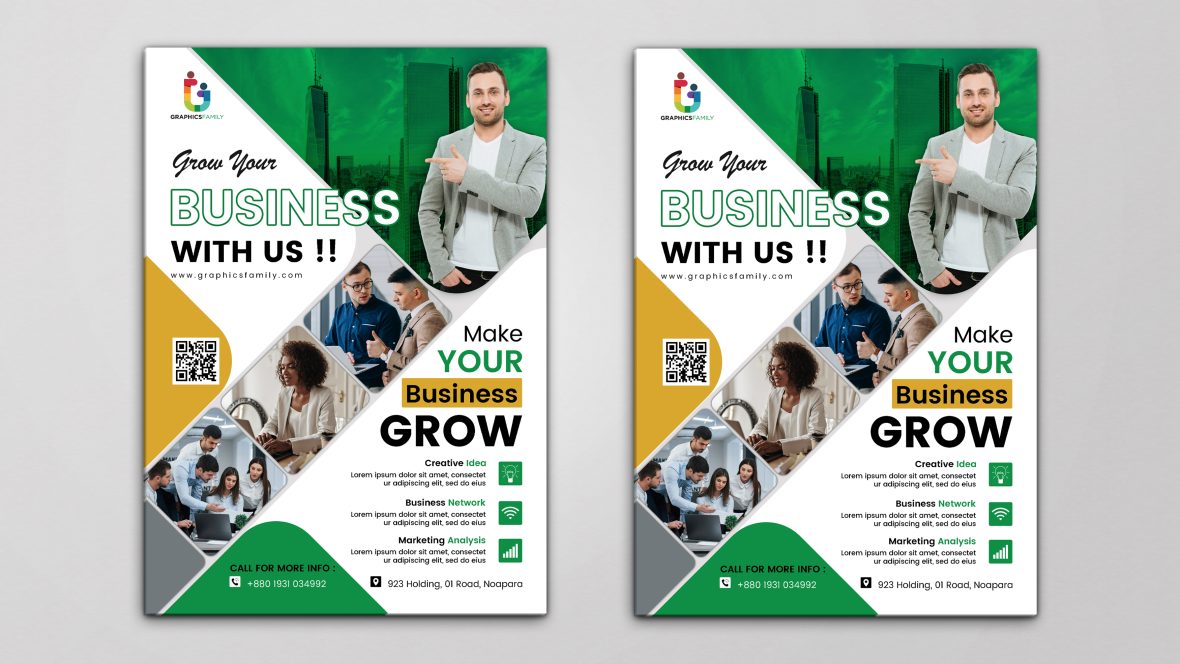 GRAPHICSFAMILY
Grow Your
BUSINESS
WITH US !!
www.graphicsfamily.com
Make
YOUR
Business
GROW
Creative Idea
Lorem ipsum dolor sit amet, consectet
ur adipiscing elit, sed do eius
Business Network
Lorem ipsum dolor sit amet, consectet
ur adipiscing elit, sed do eius
Marketing Analysis
Lorem ipsum dolor sit amet, consectet
ur adipiscing elit, sed do eius
CALL FOR MORE INFO :
+880 1931 034992
923 Holding, 01 Road, Noapara
GRAPHICSFAMILY
Grow Your
BUSINESS
WITH US !!
www.graphicsfamily.com
Make
YOUR
Business
GROW
Creative Idea
Lorem ipsum dolor sit amet, consectet
ur adipiscing elit, sed do eius
Business Network
Lorem ipsum dolor sit amet, consectet
ur adipiscing elit, sed do eius
Marketing Analysis
Lorem ipsum dolor sit amet, consectet
ur adipiscing elit, sed do eius
CALL FOR MORE INFO :
+880 1931 034992
923 Holding, 01 Road, Noapara